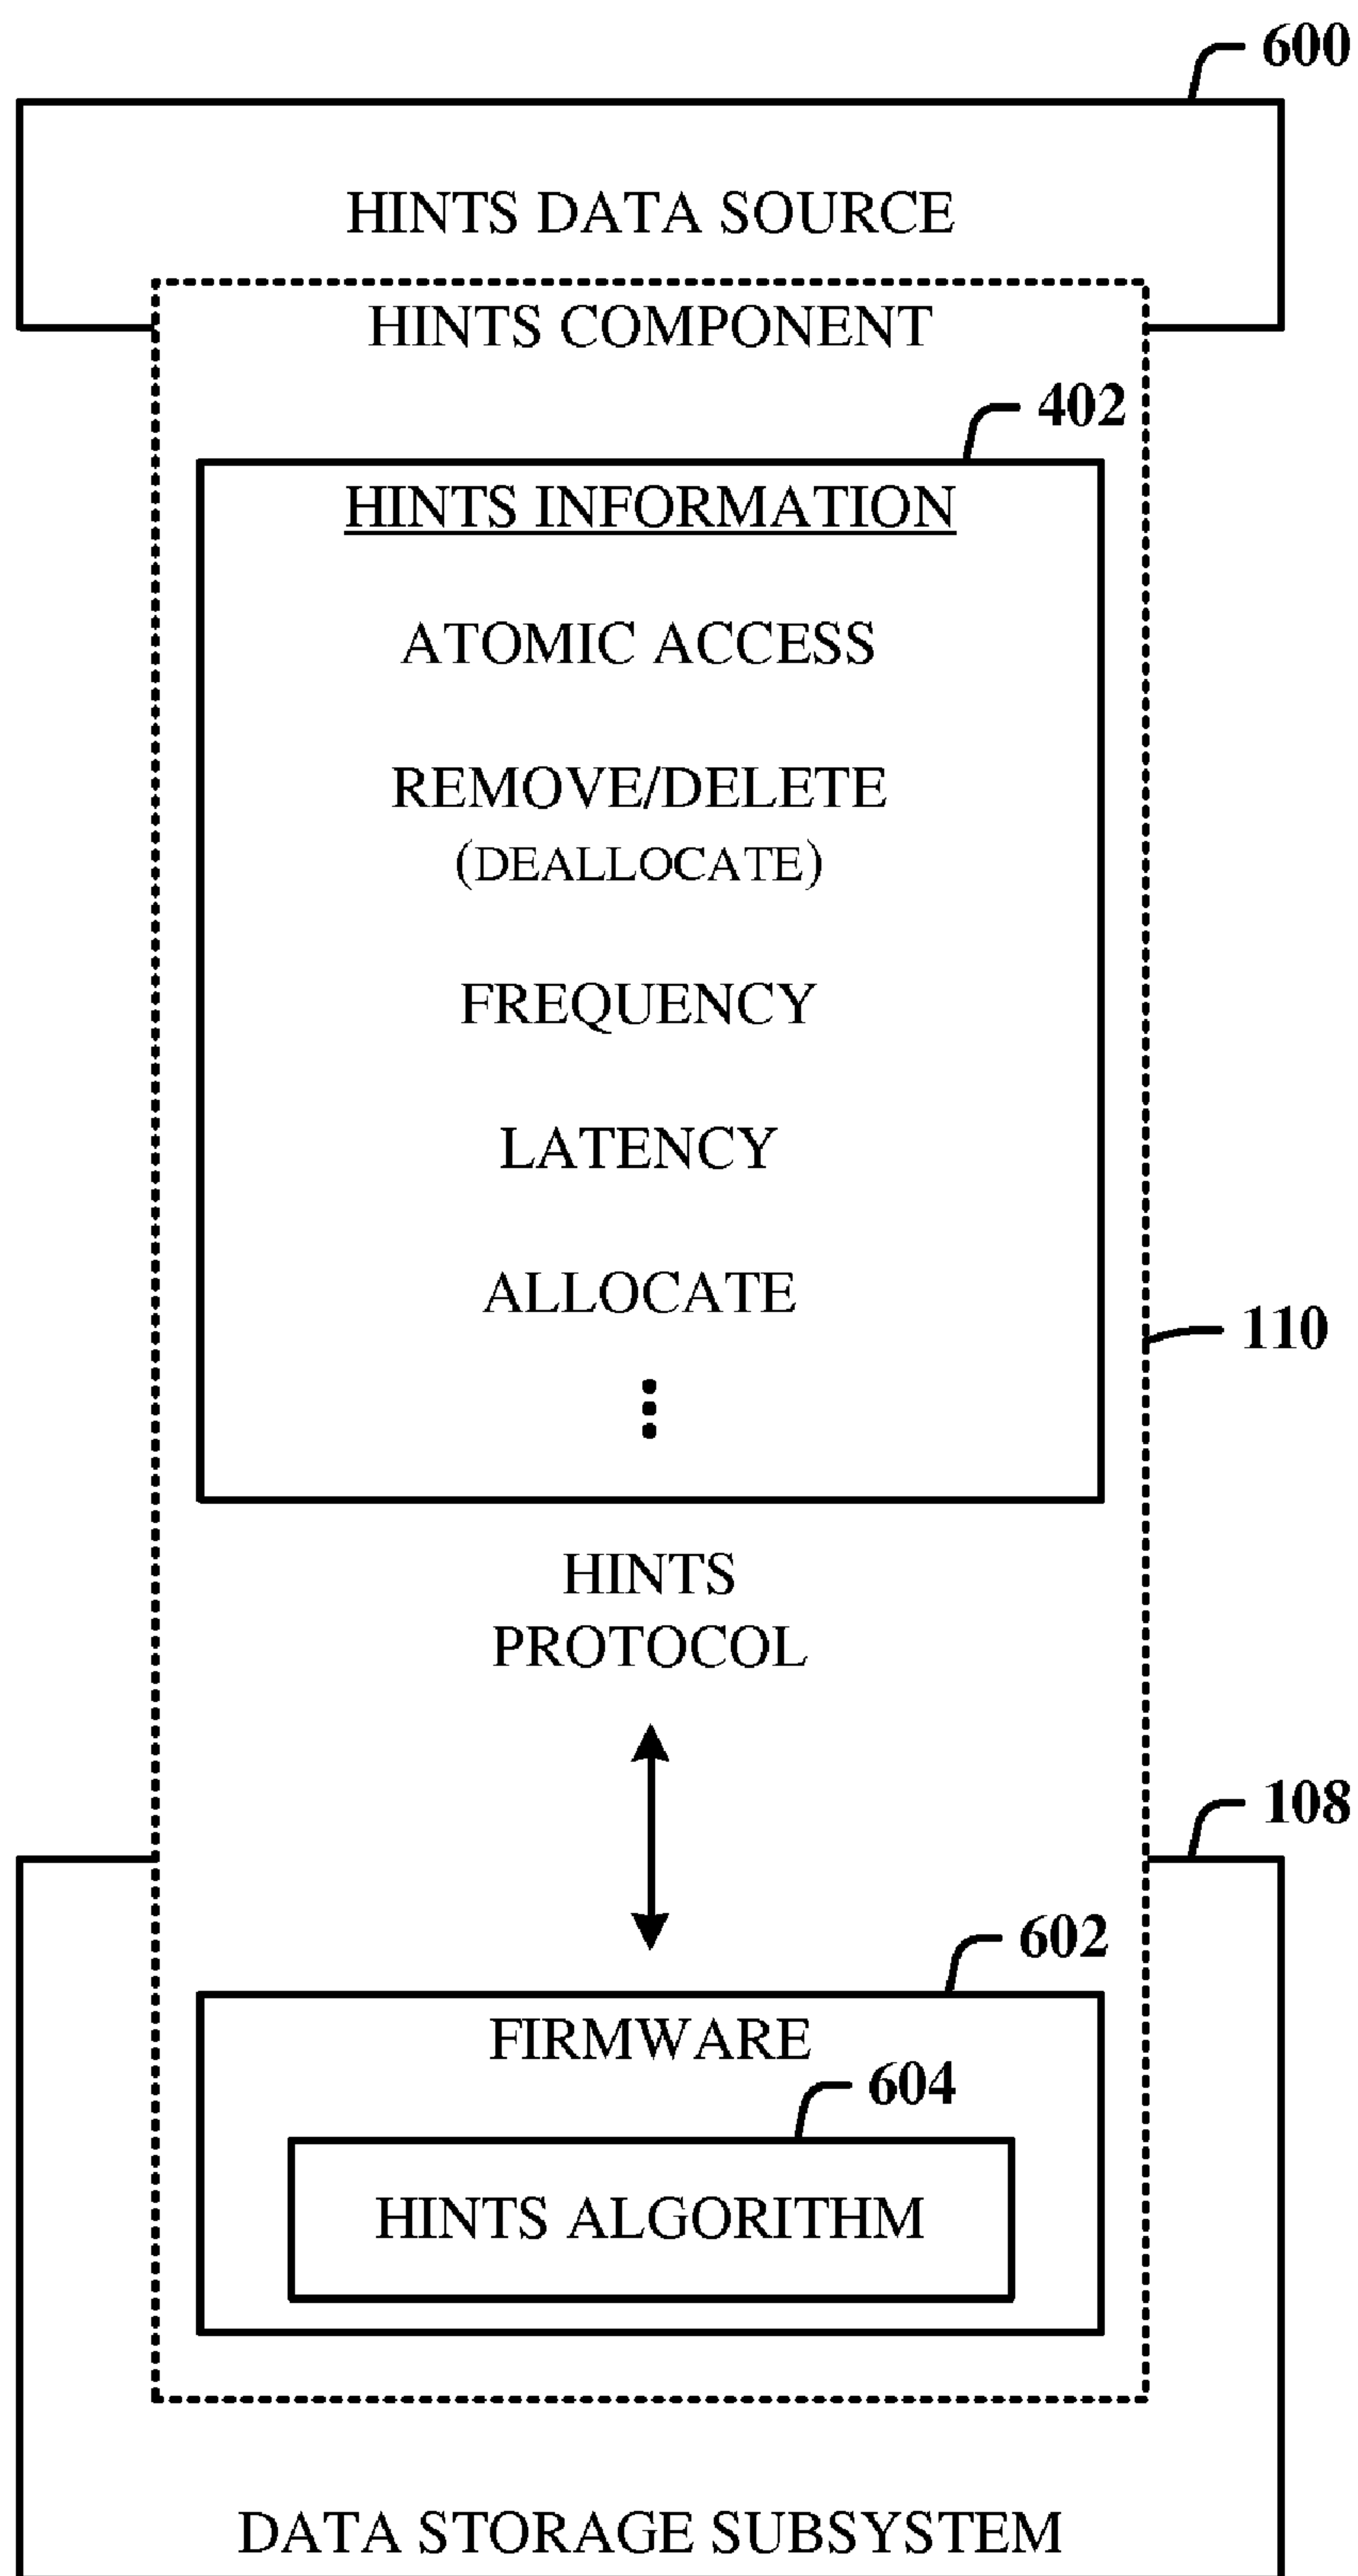 600
HINTS DATA SOURCE
HINTS COMPONENT
402
HINTS INFORMATION
ATOMIC ACCESS
REMOVE/DELETE
(DEALLOCATE)
FREQUENCY
LATENCY
ALLOCATE
110
HINTS
PROTOCOL
108
602
FIRMWARE
604
HINTS ALGORITHM
DATA STORAGE SUBSYSTEM